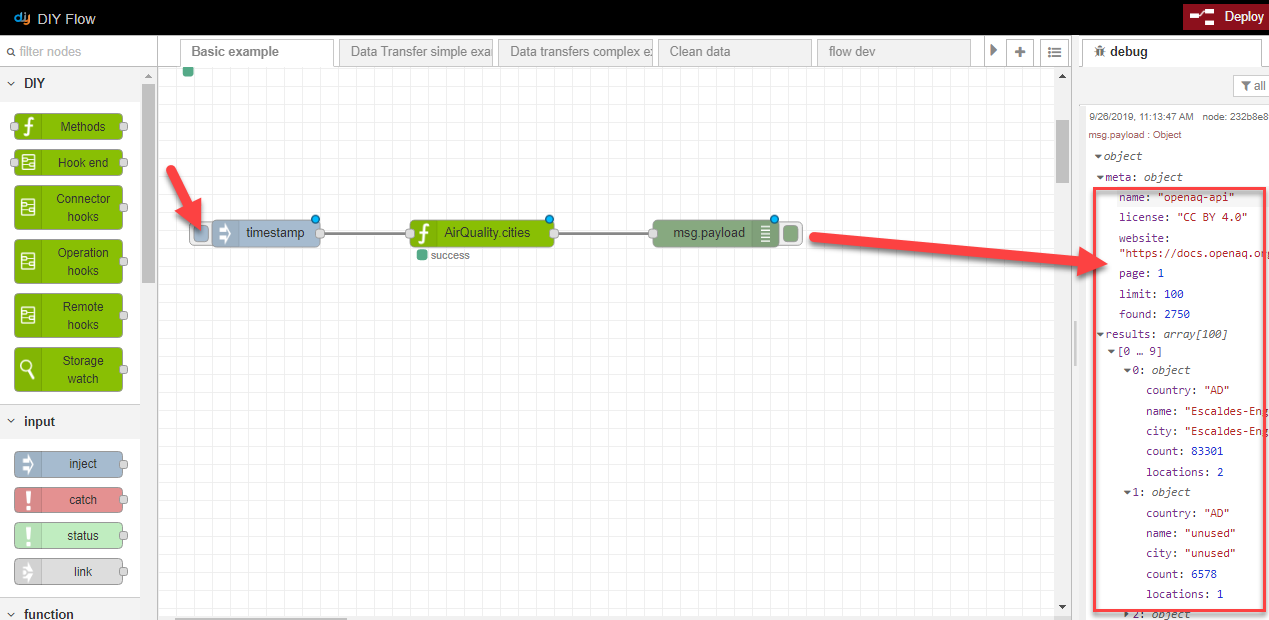 diy DIY Flow
Deploy
filter nodes
Basic example
Data Transfer simple exa
Data transfers complex e
Clean data
flow dev
debug
DIY
all
Methods
Hook end
Connector
hooks
Operation
hooks
Remote
hooks
Storage
watch
input
inject
catch
status
link
function
timestamp
AirQuality.cities
success
msg.payload
9/26/2019, 11:13:47 AM node: 232b8e8
msg.payload : Object
object
meta: object
name: "openaq-api"
license: "CC BY 4.0"
website:
"https://docs.openaq.org
page: 1
limit: 100
found: 2750
results: array[100]
[0 … 9]
0: object
country: "AD"
name: "Escaldes-Eng
city: "Escaldes-Eng
count: 83301
locations: 2
1: object
country: "AD"
name: "unused"
city: "unused"
count: 6578
locations: 1
2: object